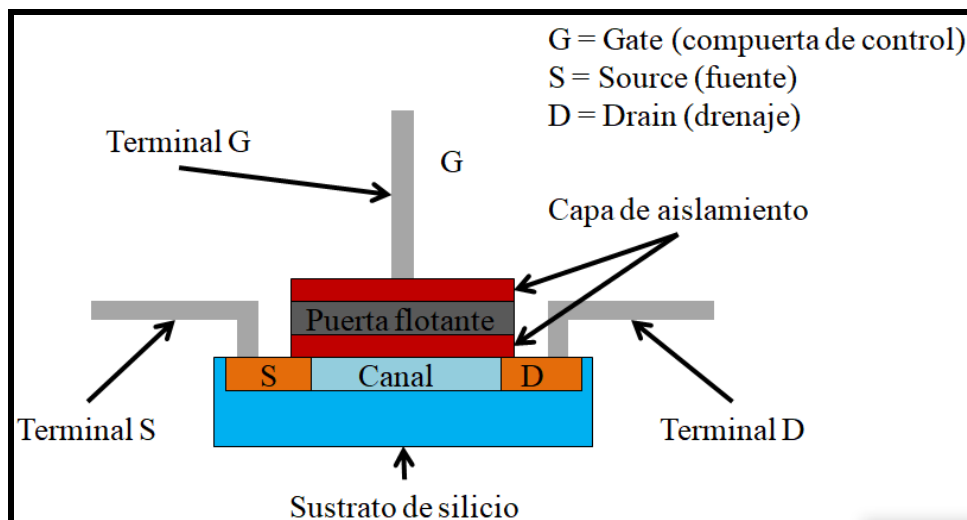 G = Gate (compuerta de control)
S = Source (fuente)
D = Drain (drenaje)
Terminal G
G
Capa de aislamiento
Puerta flotante
S
Canal
D
Terminal S
Terminal D
Sustrato de silicio